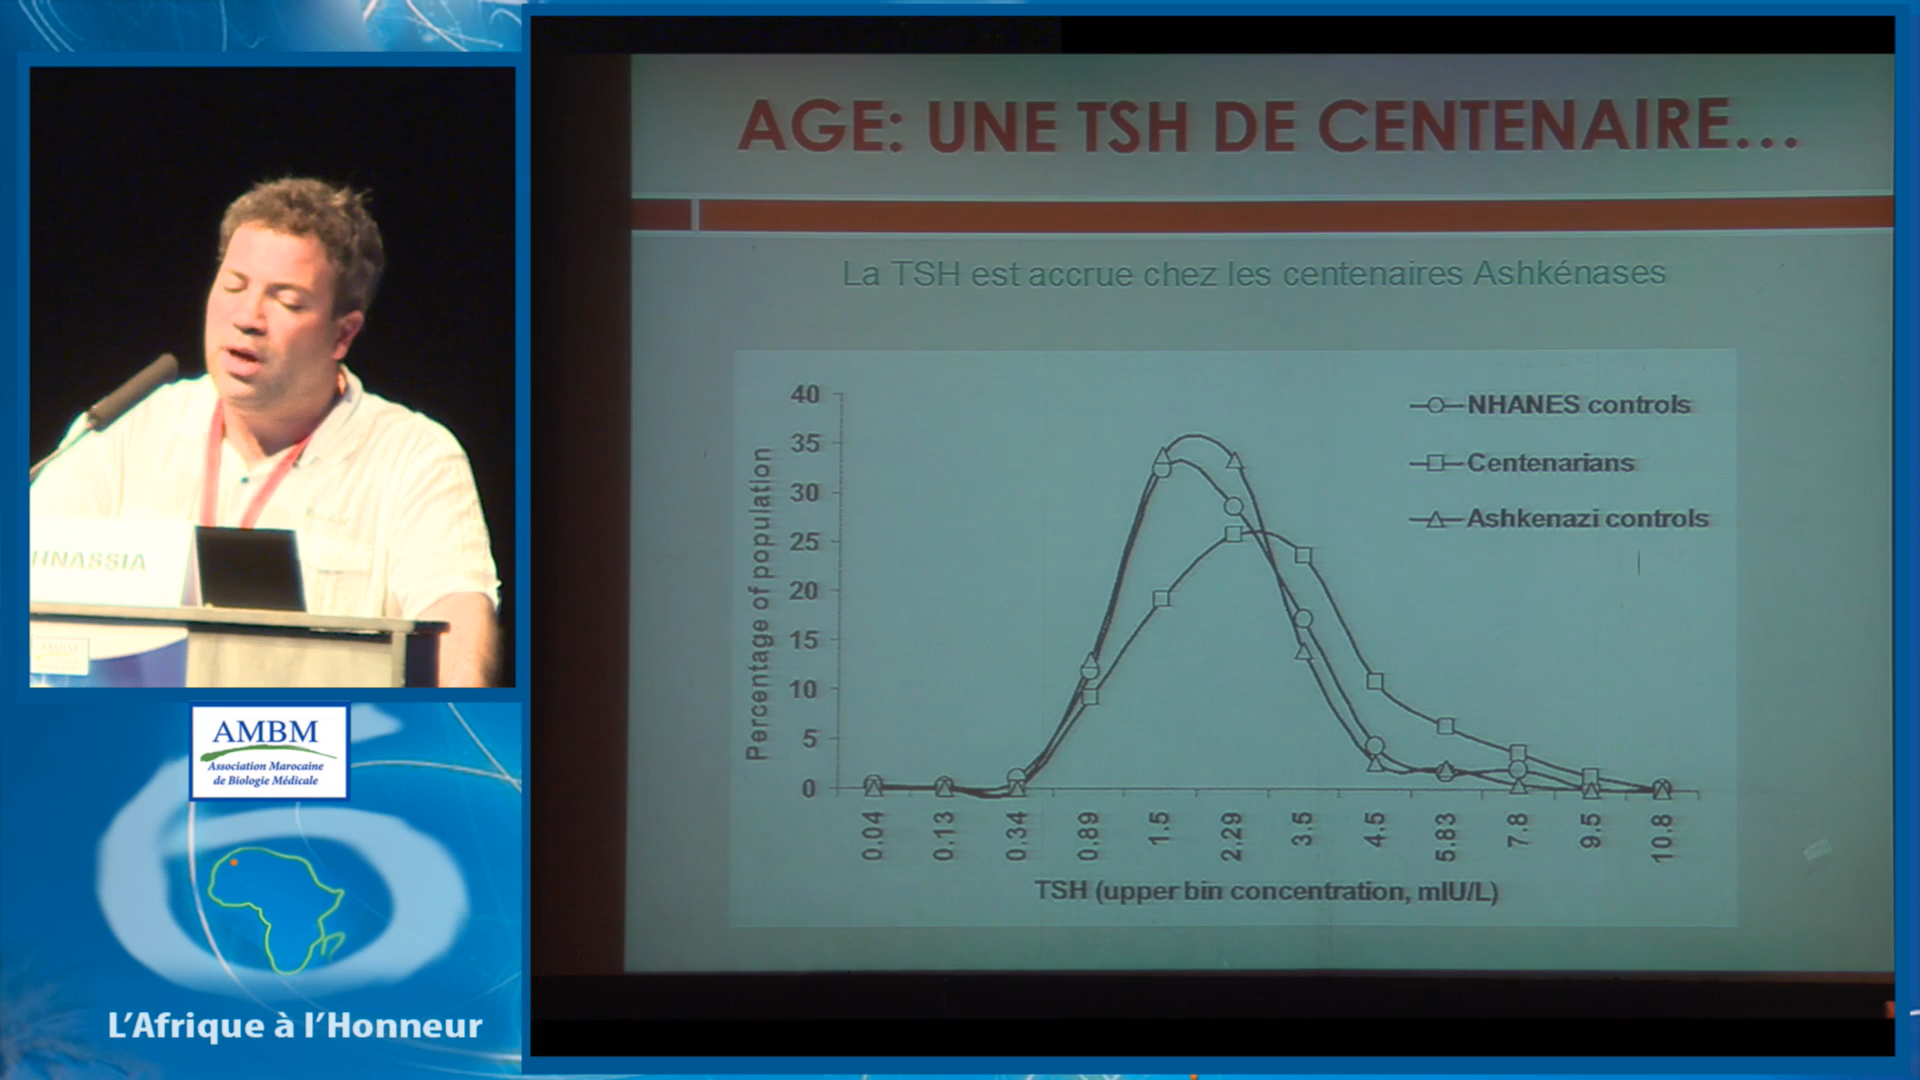 AGE: UNE TSH DE CENTENAIRE...
La TSH est accrue chez les centenaires Ashkénases
40
35
30
25
20
15
10
5
0
Percentage of population
NHANES controls
Centenarians
Ashkenazi controls
0.04
0.13
0.34
0.89
1.5
2.29
3.5
4.5
5.83
7.8
9.5
10.8
TSH (upper bin concentration, mIU/L)
HNASSIA
AMBM
AMBM
Association Marocaine
de Biologie Médicale
L'Afrique à l'Honneur